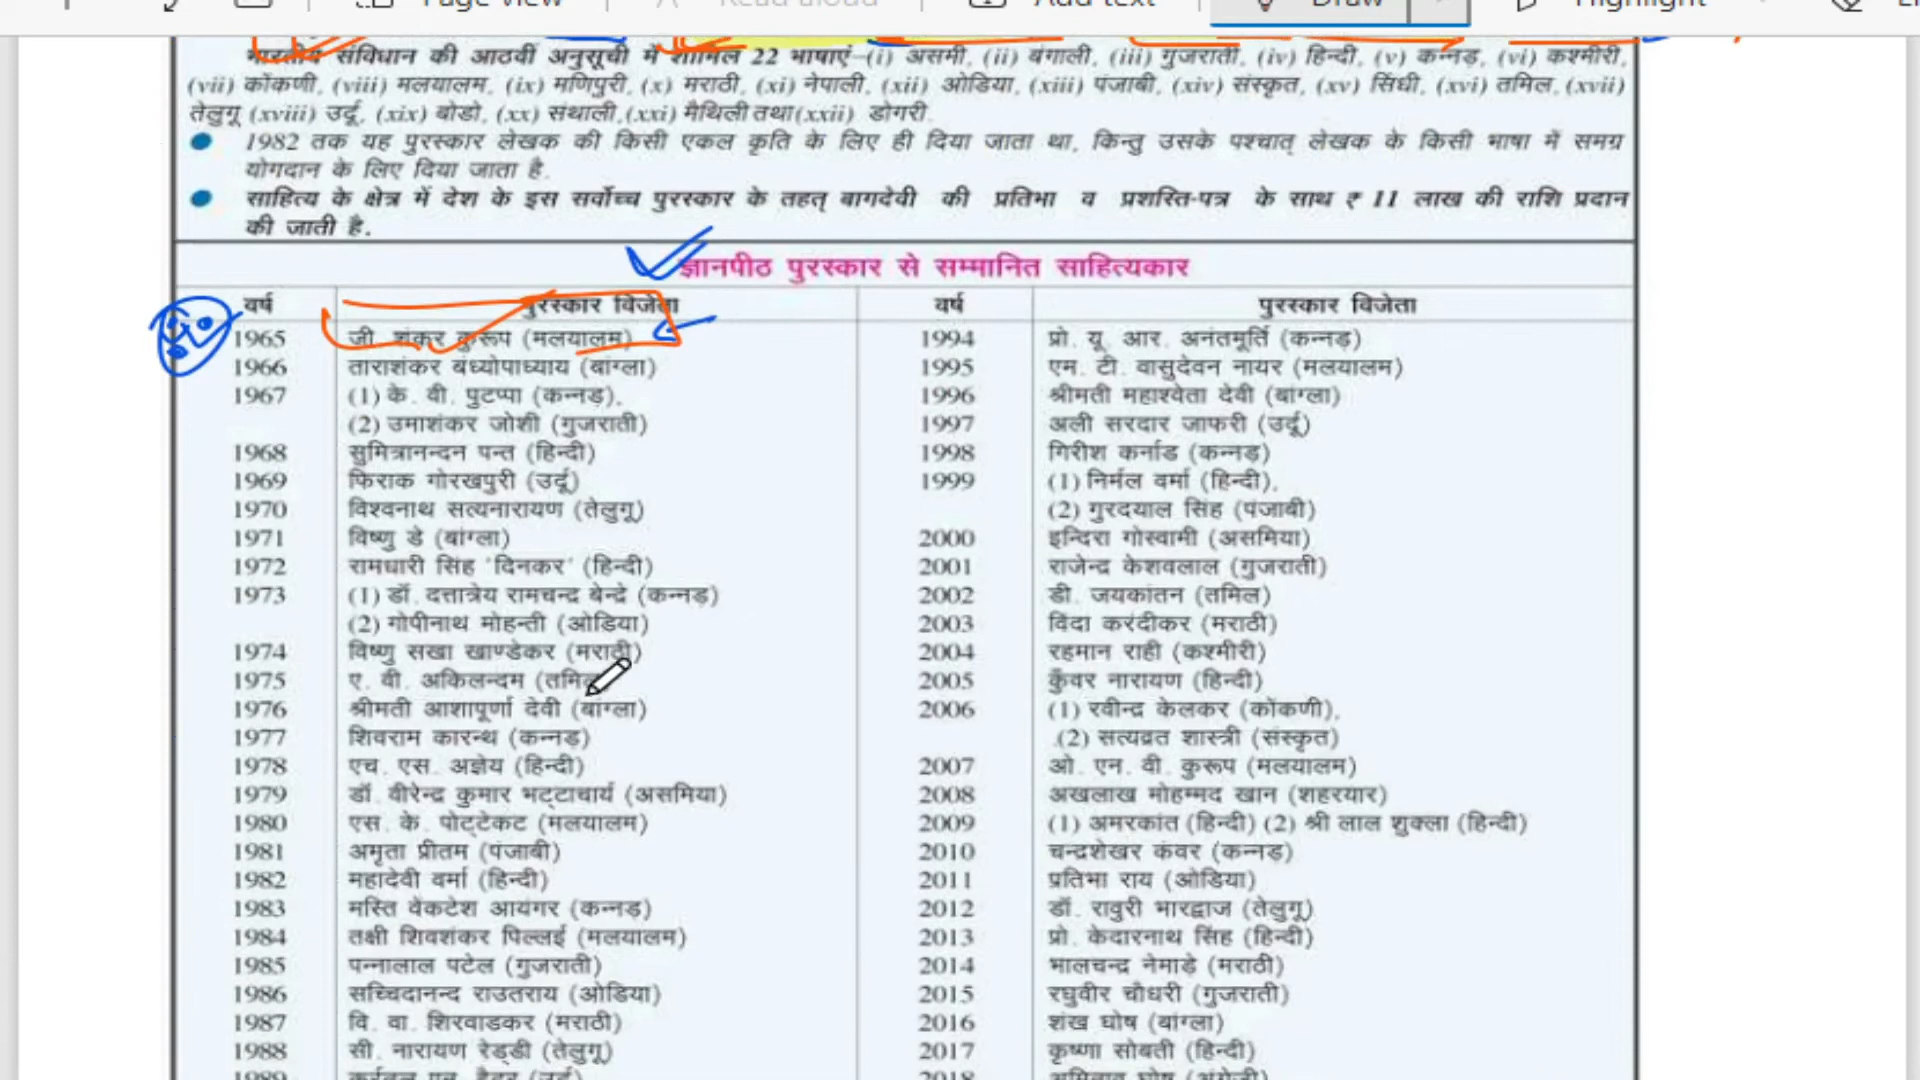 Page view
Read aloud
Add text
Draw
Highlight
भारतीय संविधान की आठवीं अनुसूची में शामिल 22 भाषाएं–(i) असमी, (ii) बंगाली, (iii) गुजराती, (iv) हिन्दी, (v) कन्नड़, (vi) कश्मीरी,
(vii) कोंकणी, (viii) मलयालम, (ix) मणिपुरी, (x) मराठी, (xi) नेपाली, (xii) ओडिया, (xiii) पंजाबी, (xiv) संस्कृत, (xv) सिंधी, (xvi) तमिल, (xvii)
तेलुगू (xviii) उर्दू, (xix) बोडो, (xx) संथाली,(xxi) मैथिली तथा(xxii) डोगरी.
● 1982 तक यह पुरस्कार लेखक की किसी एकल कृति के लिए ही दिया जाता था, किन्तु उसके पश्चात् लेखक के किसी भाषा में समग्र
योगदान के लिए दिया जाता है.
● साहित्य के क्षेत्र में देश के इस सर्वोच्च पुरस्कार के तहत् बागदेवी की प्रतिभा व प्रशस्ति-पत्र के साथ ₹ 11 लाख की राशि प्रदान
की जाती है.
ज्ञानपीठ पुरस्कार से सम्मानित साहित्यकार
वर्ष पुरस्कार विजेता वर्ष पुरस्कार विजेता
1965 जी. शंकर कुरूप (मलयालम) 1994 प्रो. यू. आर. अनंतमूर्ति (कन्नड़)
1966 ताराशंकर बंध्योपाध्याय (बांग्ला) 1995 एम. टी. वासुदेवन नायर (मलयालम)
1967 (1) के. वी. पुटप्पा (कन्नड़), 1996 श्रीमती महाश्वेता देवी (बांग्ला)
(2) उमाशंकर जोशी (गुजराती) 1997 अली सरदार जाफरी (उर्दू)
1968 सुमित्रानन्दन पन्त (हिन्दी) 1998 गिरीश कर्नाड (कन्नड़)
1969 फिराक गोरखपुरी (उर्दू) 1999 (1) निर्मल वर्मा (हिन्दी),
1970 विश्वनाथ सत्यनारायण (तेलुगू) (2) गुरदयाल सिंह (पंजाबी)
1971 विष्णु डे (बांग्ला) 2000 इन्दिरा गोस्वामी (असमिया)
1972 रामधारी सिंह 'दिनकर' (हिन्दी) 2001 राजेन्द्र केशवलाल (गुजराती)
1973 (1) डॉ. दत्तात्रेय रामचन्द्र बेन्द्रे (कन्नड़) 2002 डी. जयकांतन (तमिल)
(2) गोपीनाथ मोहन्ती (ओडिया) 2003 विंदा करंदीकर (मराठी)
1974 विष्णु सखा खाण्डेकर (मराठी) 2004 रहमान राही (कश्मीरी)
1975 ए. वी. अकिलन्दम 2005 कुँवर नारायण (हिन्दी)
1976 श्रीमती आशापूर्णा देवी (बांग्ला) 2006 (1) रवीन्द्र केलकर (कोंकणी),
1977 शिवराम कारन्थ (कन्नड़) (2) सत्यव्रत शास्त्री (संस्कृत)
1978 एच. एस. अज्ञेय (हिन्दी) 2007 ओ. एन. वी. कुरूप (मलयालम)
1979 डॉ. वीरेन्द्र कुमार भट्टाचार्य (असमिया) 2008 अखलाख मोहम्मद खान (शहरयार)
1980 एस. के. पोट्टेकट (मलयालम) 2009 (1) अमरकांत (हिन्दी) (2) श्री लाल शुक्ला (हिन्दी)
1981 अमृता प्रीतम (पंजाबी) 2010 चन्द्रशेखर कंवर (कन्नड़)
1982 महादेवी वर्मा (हिन्दी) 2011 प्रतिभा राय (ओडिया)
1983 मस्ति वेंकटेश आयंगर (कन्नड़) 2012 डॉ. रावुरी भारद्वाज (तेलुगू)
1984 तक्षी शिवशंकर पिल्लई (मलयालम) 2013 प्रो. केदारनाथ सिंह (हिन्दी)
1985 पन्नालाल पटेल (गुजराती) 2014 भालचन्द्र नेमाडे (मराठी)
1986 सच्चिदानन्द राउतराय (ओडिया) 2015 रघुवीर चौधरी (गुजराती)
1987 वि. वा. शिरवाडकर (मराठी) 2016 शंख घोष (बांग्ला)
1988 सी. नारायण रेड्डी (तेलुगू) 2017 कृष्णा सोबती (हिन्दी)
1989 2018 अमिताव घोष (अंग्रेजी)